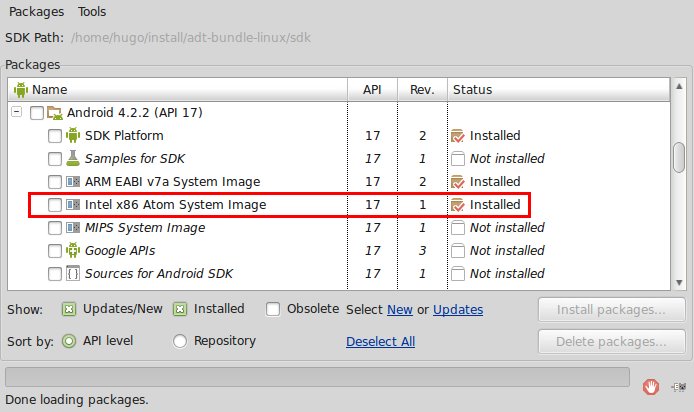 Packages Tools
SDK Path: /home/hugo/install/adt-bundle-linux/sdk
Packages
Name API Rev. Status
Android 4.2.2 (API 17)
SDK Platform 17 2 Installed
Samples for SDK 17 1 Not installed
ARM EABI v7a System Image 17 2 Installed
Intel x86 Atom System Image 17 1 Installed
MIPS System Image 17 1 Not installed
Google APIs 17 3 Not installed
Sources for Android SDK 17 1 Not installed
Show: Updates/New Installed Obsolete Select New or Updates Install packages...
Sort by: API level Repository Deselect All Delete packages...
Done loading packages.